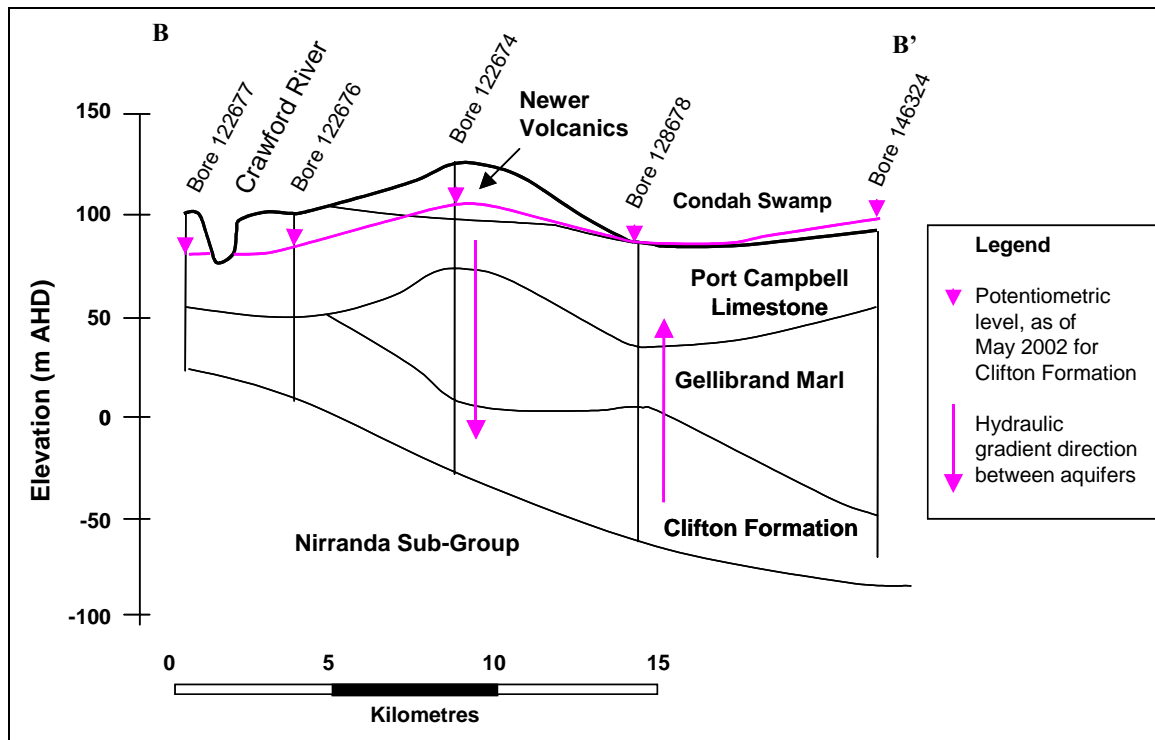 B
B’
Bore 122677
Crawford River
Bore 122676
Bore 122674
Newer
Volcanics
Bore 128678
Bore 146324
150
100
50
0
-50
-100
Elevation (m AHD)
Condah Swamp
Port Campbell
Limestone
Gellibrand Marl
Clifton Formation
Nirranda Sub-Group
Legend
Potentiometric
level, as of
May 2002 for
Clifton Formation
Hydraulic
gradient direction
between aquifers
0
5
10
15
Kilometres